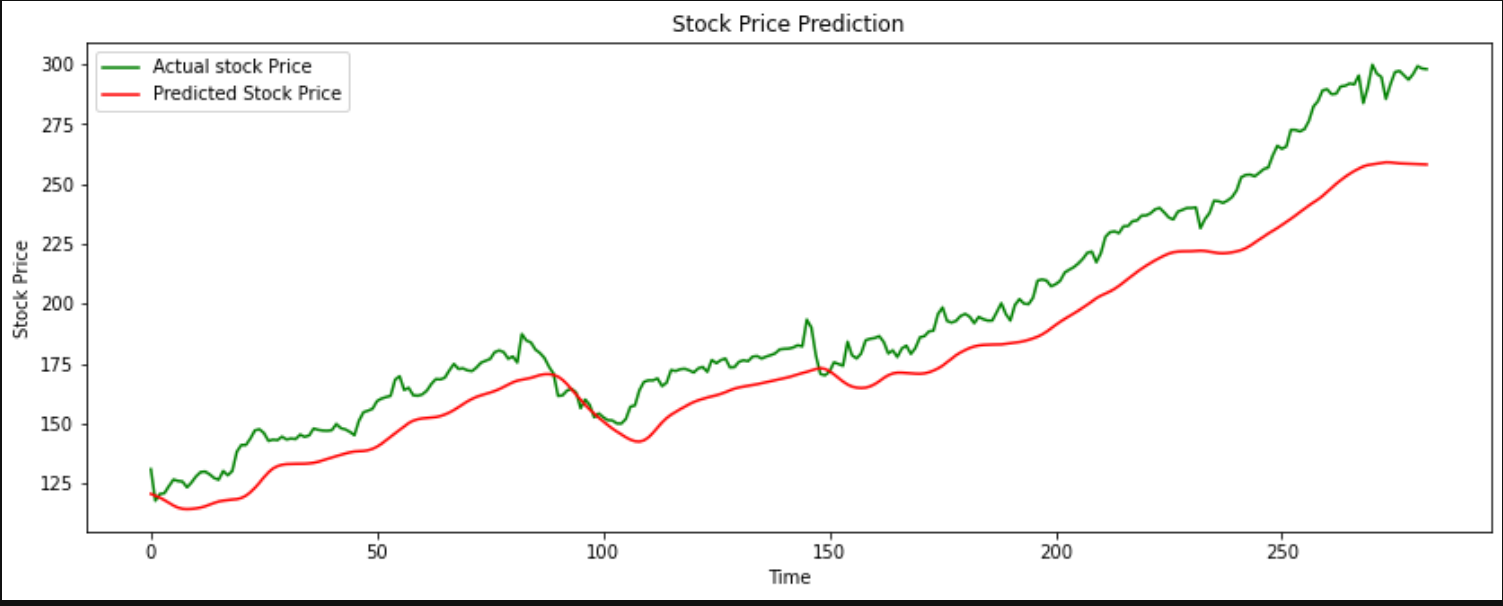 Stock Price Prediction
Actual stock Price
Predicted Stock Price
300
275
250
225
200
175
150
125
Stock Price
0 50 100 150 200 250
Time